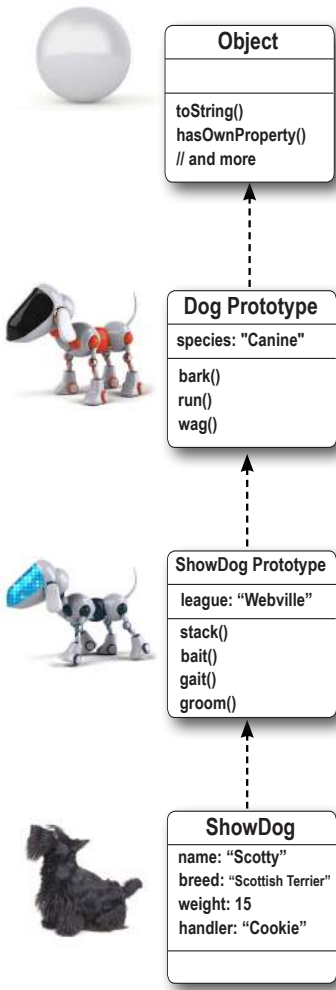 Object
toString()
hasOwnProperty()
// and more
Dog Prototype
species: "Canine"
bark()
run()
wag()
ShowDog Prototype
league: “Webville”
stack()
bait()
gait()
groom()
ShowDog
name: “Scotty”
breed: “Scottish Terrier”
weight: 15
handler: “Cookie”